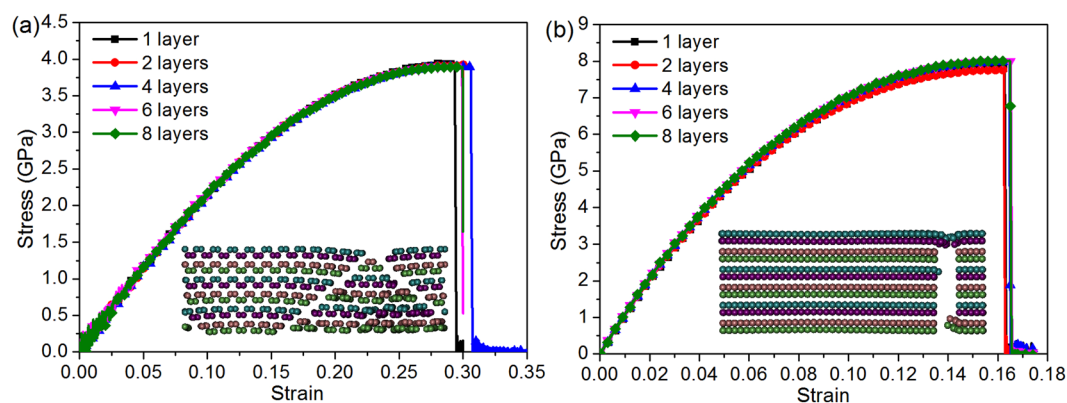 (a)
1 layer
2 layers
4 layers
6 layers
8 layers
Stress (GPa)
4.5
4.0
3.5
3.0
2.5
2.0
1.5
1.0
0.5
0.0
0.00 0.05 0.10 0.15 0.20 0.25 0.30 0.35
Strain
(b)
1 layer
2 layers
4 layers
6 layers
8 layers
Stress (GPa)
9
8
7
6
5
4
3
2
1
0
0.00 0.02 0.04 0.06 0.08 0.10 0.12 0.14 0.16 0.18
Strain